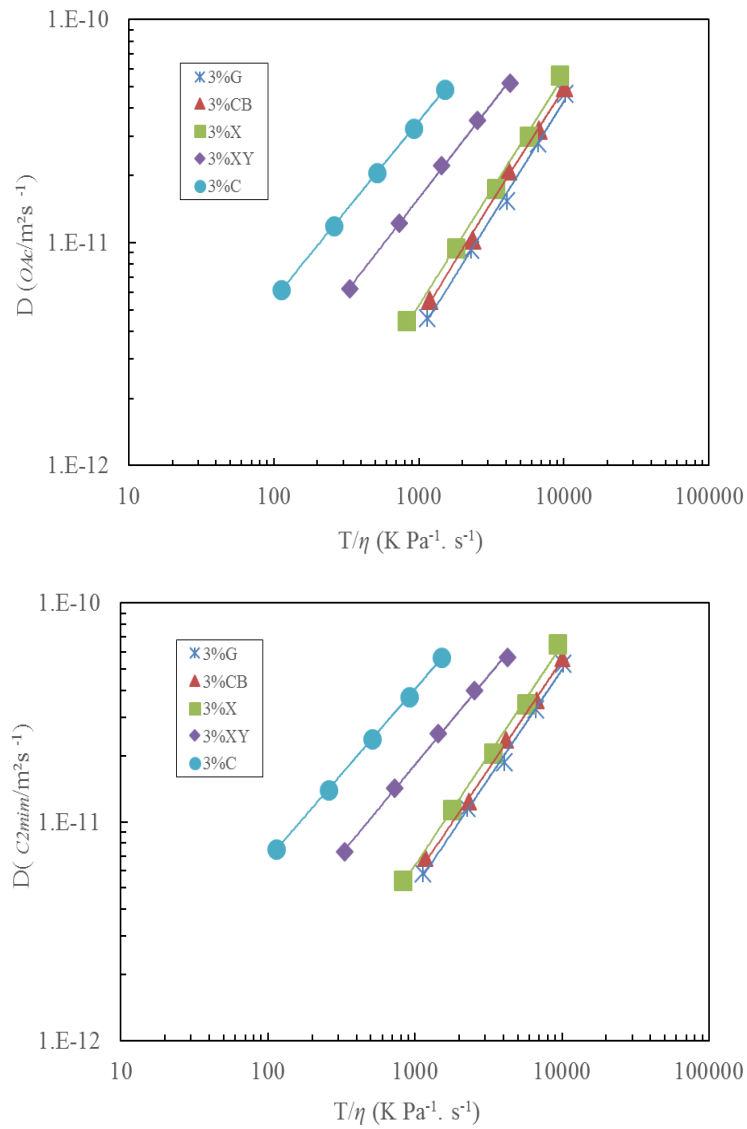 1.E-10
3%G
3%CB
3%X
3%XY
3%C
1.E-11
D (OAc/m²s ⁻¹)
1.E-12
10 100 1000 10000 100000
T/η (K Pa⁻¹. s⁻¹)
1.E-10
3%G
3%CB
3%X
3%XY
3%C
1.E-11
D( C2mim/m²s ⁻¹)
1.E-12
10 100 1000 10000 100000
T/η (K Pa⁻¹. s⁻¹)